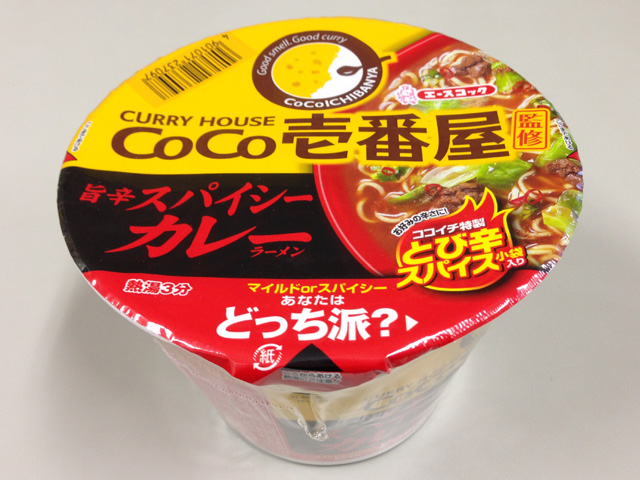 Good smell, Good curry
CoCoICHIBANYA
CURRY HOUSE
CoCo壱番屋
監修
エースコック
旨辛スパイシー
カレーラーメン
お好みの辛さに!
ココイチ特製
とび辛
スパイス
小袋
入り
熱湯3分
マイルドorスパイシー
あなたは
どっち派?
紙